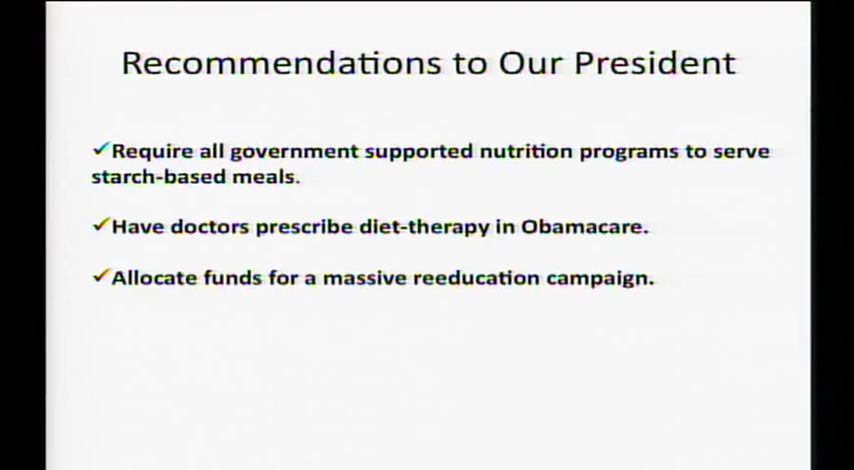 Recommendations to Our President
✓Require all government supported nutrition programs to serve
starch-based meals.
✓Have doctors prescribe diet-therapy in Obamacare.
✓Allocate funds for a massive reeducation campaign.